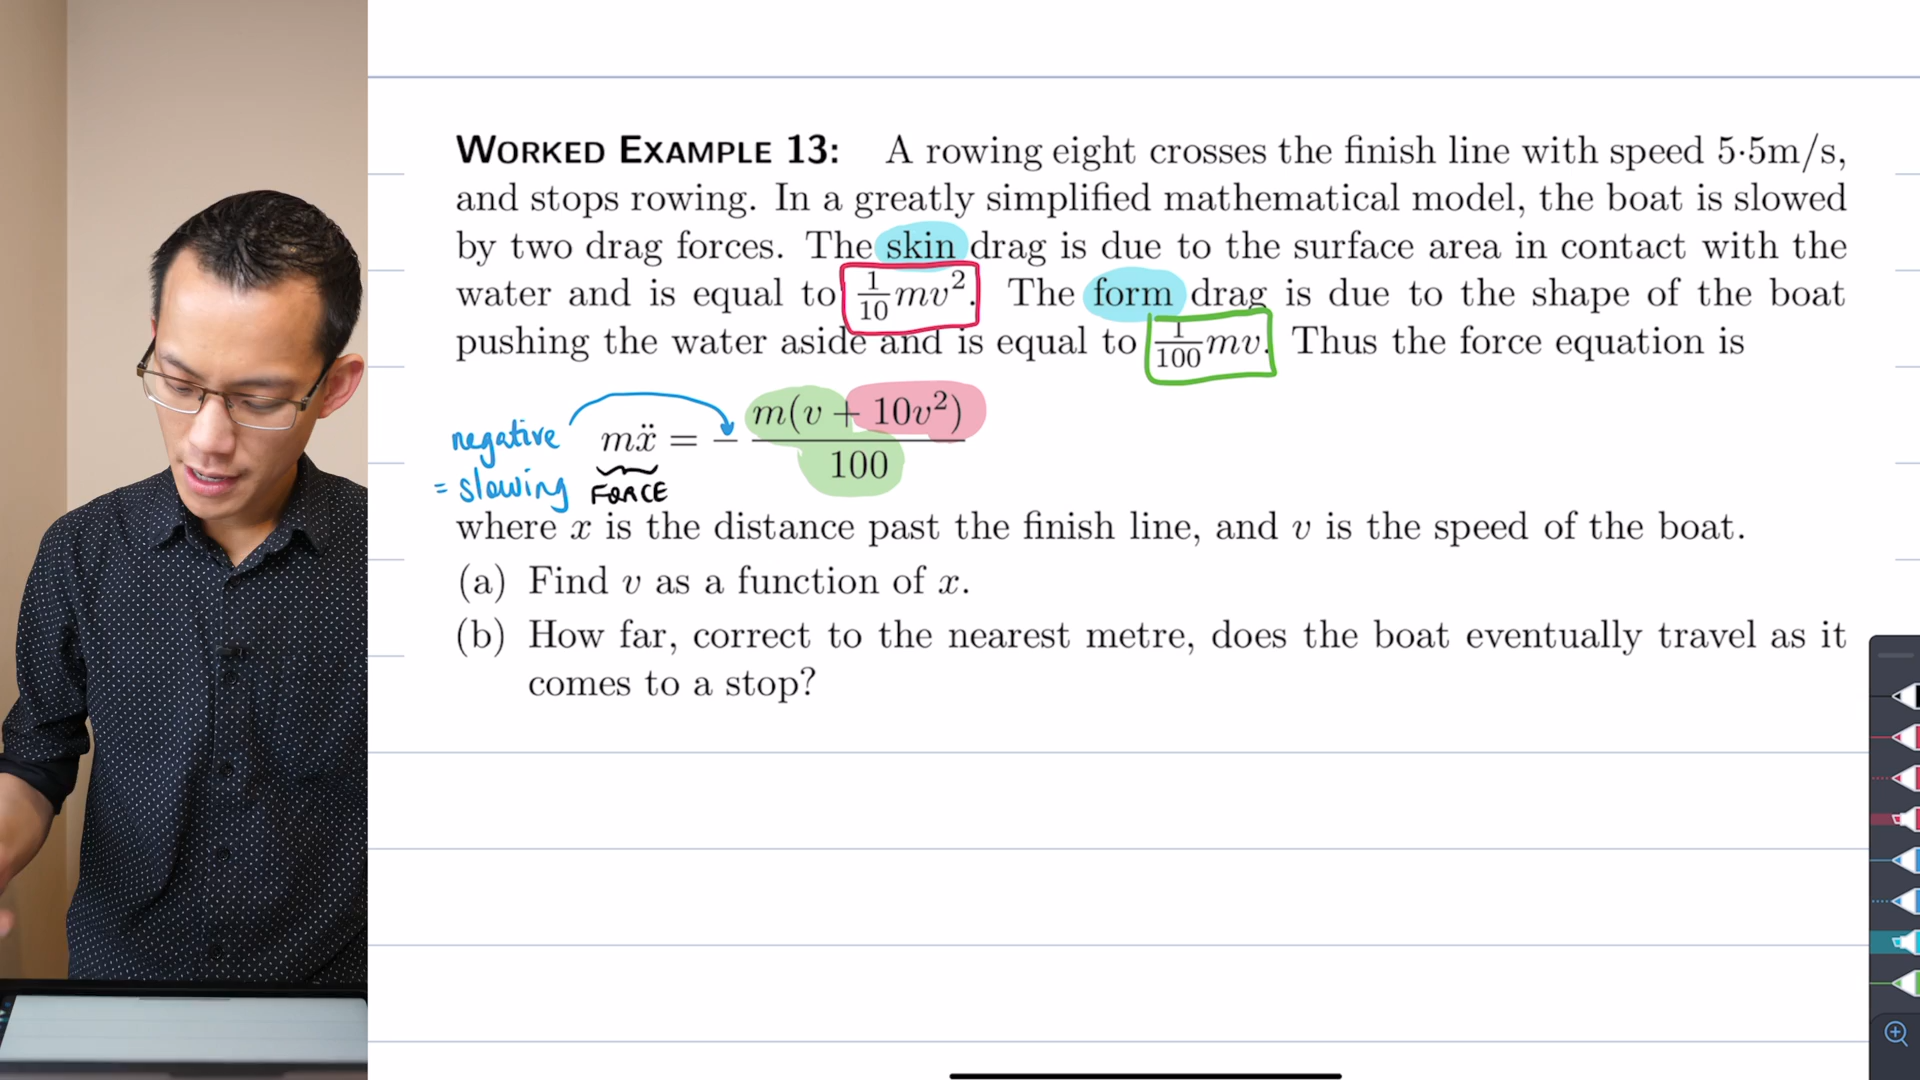 WORKED EXAMPLE 13: A rowing eight crosses the finish line with speed 5·5m/s,
and stops rowing. In a greatly simplified mathematical model, the boat is slowed
by two drag forces. The skin drag is due to the surface area in contact with the
water and is equal to 1/10 mv². The form drag is due to the shape of the boat
pushing the water aside and is equal to 1/100 mv. Thus the force equation is
negative
= slowing
mẍ = − m(v + 10v²)/100
FORCE
where x is the distance past the finish line, and v is the speed of the boat.
(a) Find v as a function of x.
(b) How far, correct to the nearest metre, does the boat eventually travel as it
comes to a stop?